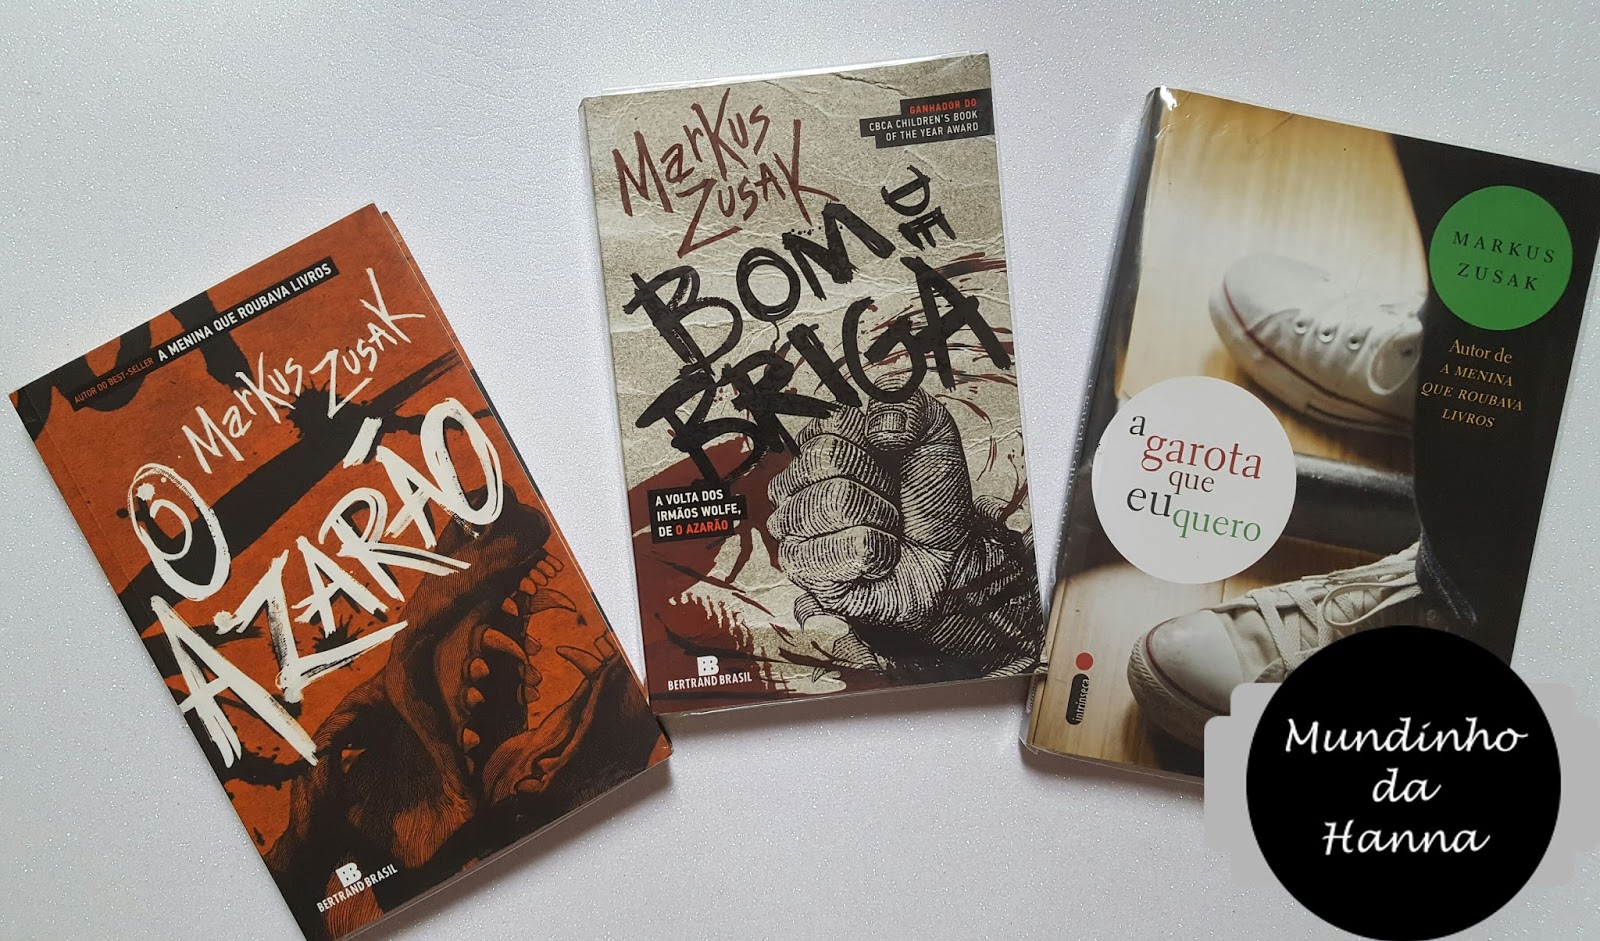 AUTOR DO BEST-SELLER A MENINA QUE ROUBAVA LIVROS
MARKUS
ZUSAK
O
AZARÃO
BB
BERTRAND BRASIL
MARKUS
ZUSAK
GANHADOR DO
CBCA CHILDREN'S BOOK
OF THE YEAR AWARD
BOM DE
BRIGA
A VOLTA DOS
IRMÃOS WOLFE,
DE O AZARÃO
BB
BERTRAND BRASIL
MARKUS
ZUSAK
Autor de
A MENINA
QUE ROUBAVA
LIVROS
a
garota
que
eu quero
intrínseca
Mundinho
da
Hanna